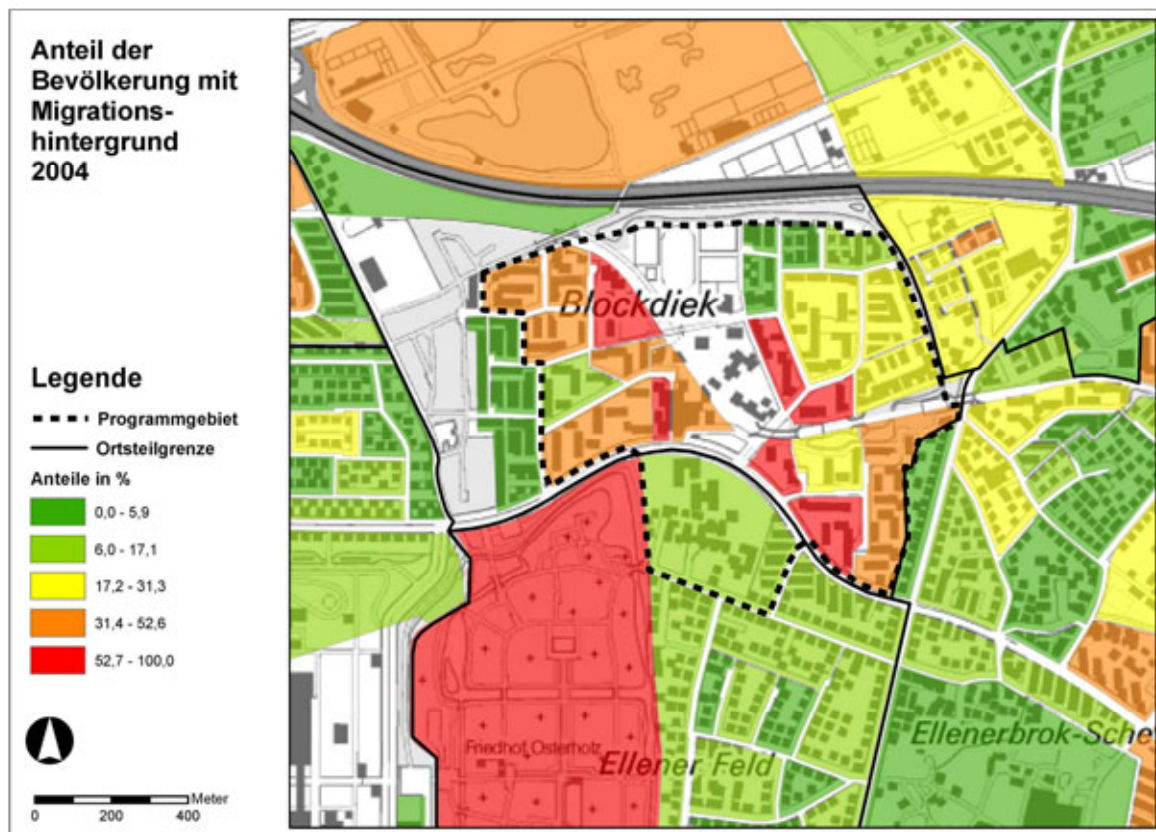 Anteil der
Bevölkerung mit
Migrations-
hintergrund
2004
Legende
Programmgebiet
Ortsteilgrenze
Anteile in %
0,0 - 5,9
6,0 - 17,1
17,2 - 31,3
31,4 - 52,6
52,7 - 100,0
Meter
0 200 400
Blockdiek
Friedhof Osterholz
Ellener Feld
Ellenerbrok-Sche